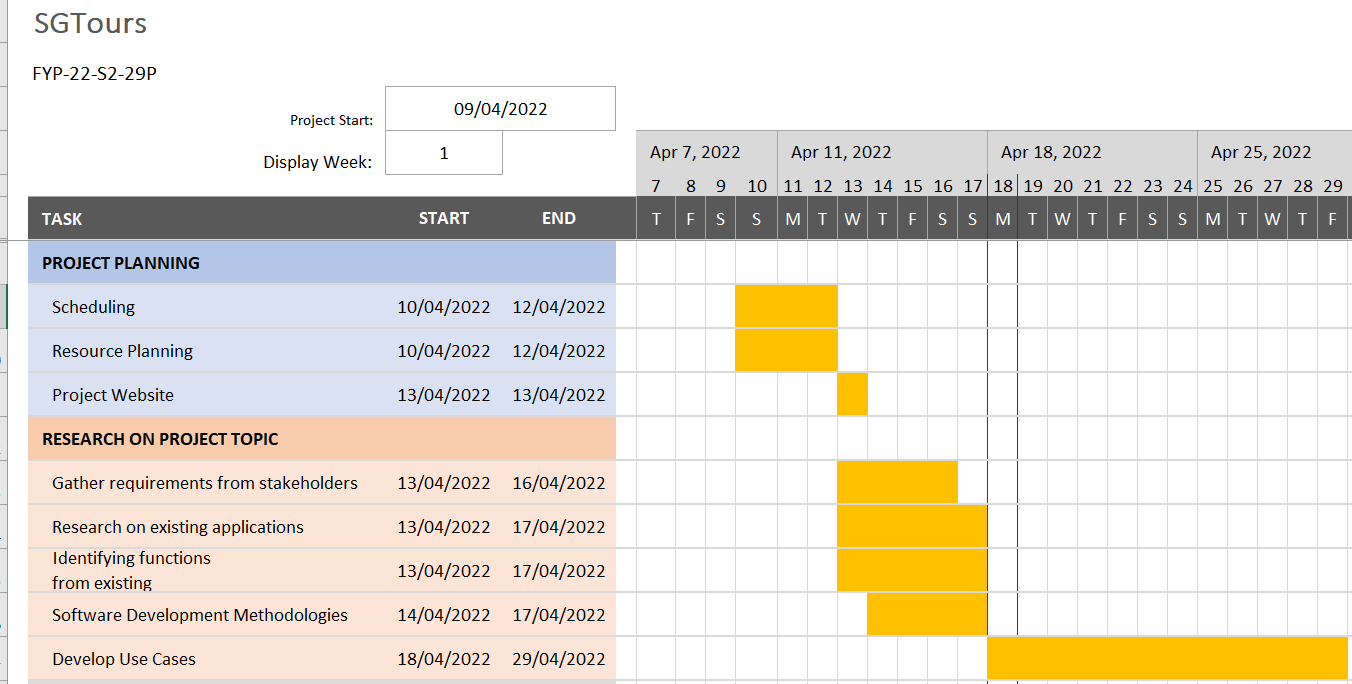 SGTours
FYP-22-S2-29P
Project Start: 09/04/2022
Display Week: 1
Apr 7, 2022 Apr 11, 2022 Apr 18, 2022 Apr 25, 2022
7 8 9 10 11 12 13 14 15 16 17 18 19 20 21 22 23 24 25 26 27 28 29
TASK START END T F S S M T W T F S S M T W T F S S M T W T F
PROJECT PLANNING
Scheduling 10/04/2022 12/04/2022
Resource Planning 10/04/2022 12/04/2022
Project Website 13/04/2022 13/04/2022
RESEARCH ON PROJECT TOPIC
Gather requirements from stakeholders 13/04/2022 16/04/2022
Research on existing applications 13/04/2022 17/04/2022
Identifying functions
from existing 13/04/2022 17/04/2022
Software Development Methodologies 14/04/2022 17/04/2022
Develop Use Cases 18/04/2022 29/04/2022